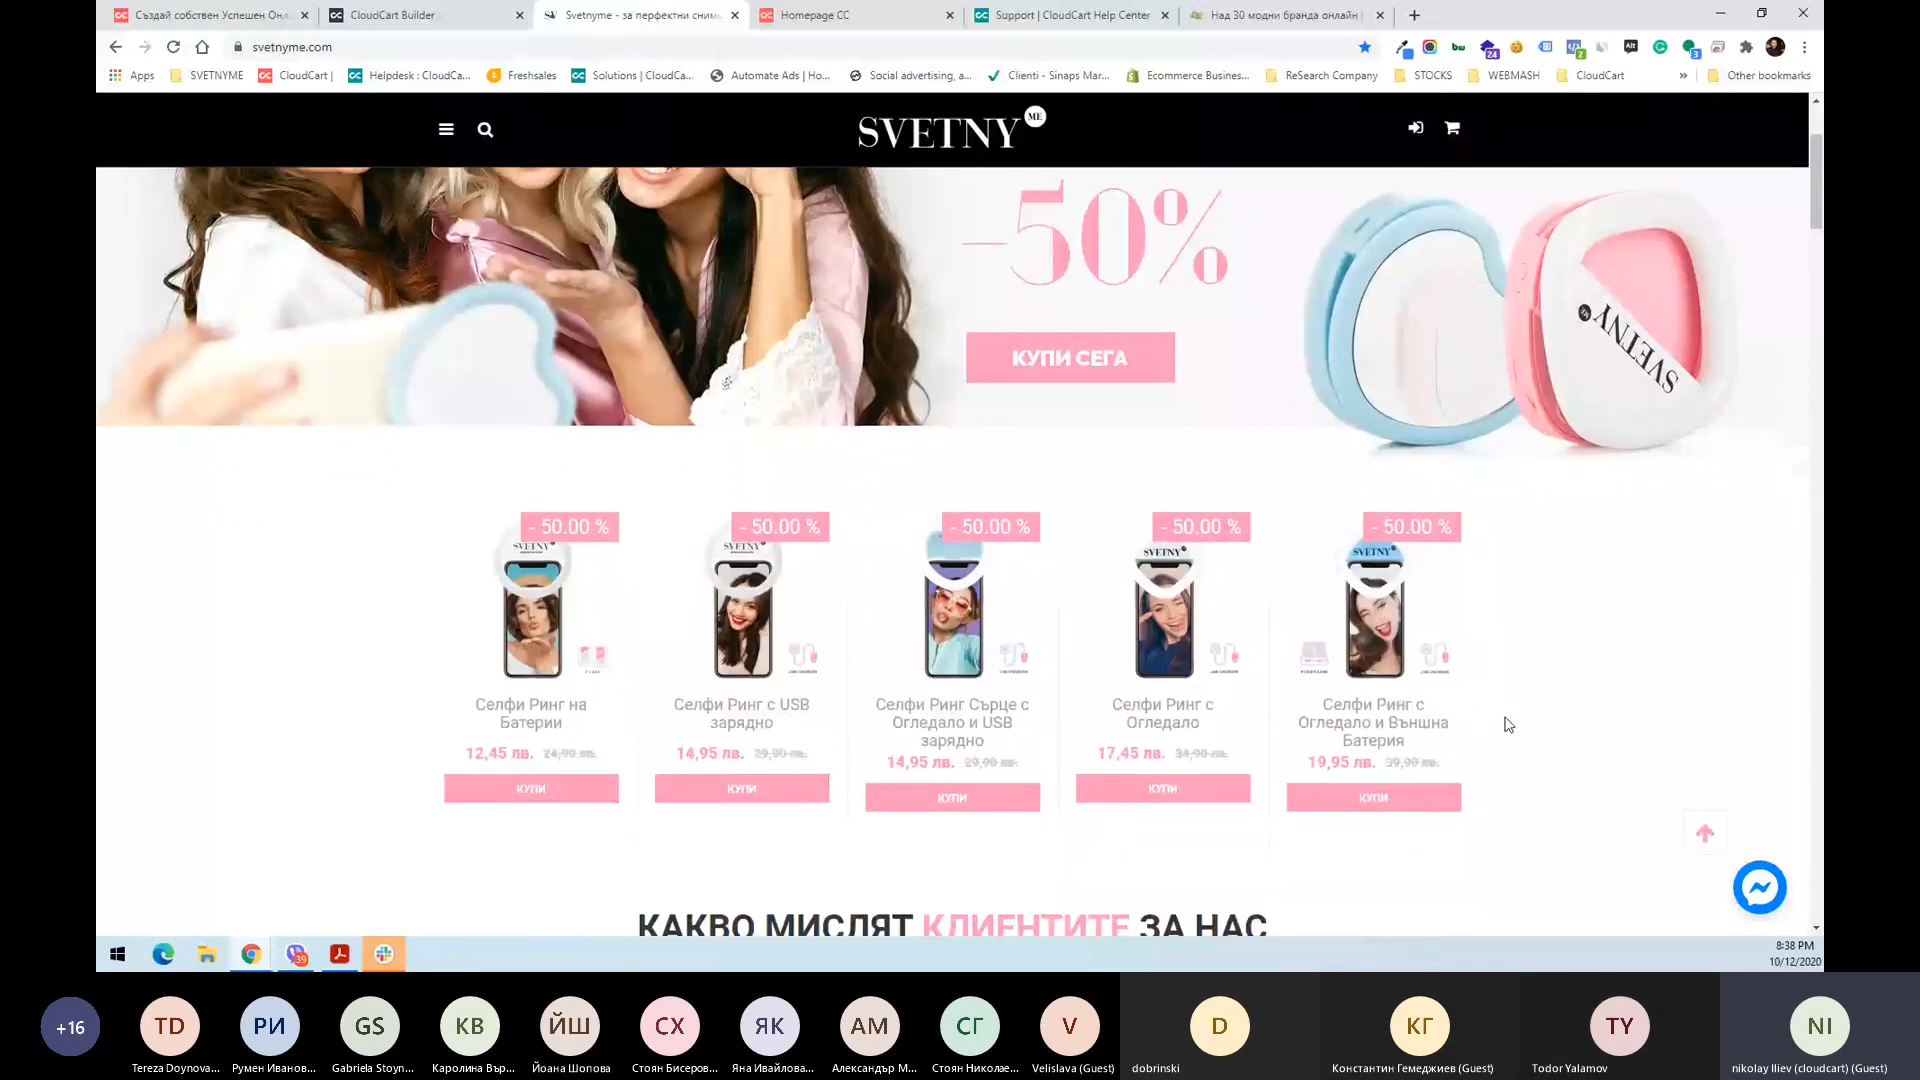 Създай собствен Успешен Онл
CloudCart Builder
Svetnyme - за перфектни сним
Homepage CC
Support | CloudCart Help Center
Над 30 модни бранда онлайн |
svetnyme.com
Apps
SVETNYME
CloudCart |
Helpdesk : CloudCa...
Freshsales
Solutions | CloudCa...
Automate Ads | Ho...
Social advertising, a...
Clienti - Sinaps Mar...
Ecommerce Busines...
ReSearch Company
STOCKS
WEBMASH
CloudCart
»
Other bookmarks
SVETNY ME
-50%
КУПИ СЕГА
SVETNY ME
- 50.00 %
- 50.00 %
- 50.00 %
- 50.00 %
- 50.00 %
SVETNY
SVETNY
SVETNY
SVETNY
Селфи Ринг на
Батерии
12,45 лв. 24,90 лв.
КУПИ
Селфи Ринг с USB
зарядно
14,95 лв. 29,90 лв.
КУПИ
Селфи Ринг Сърце с
Огледало и USB
зарядно
14,95 лв. 29,90 лв.
КУПИ
Селфи Ринг с
Огледало
17,45 лв. 34,90 лв.
КУПИ
Селфи Ринг с
Огледало и Външна
Батерия
19,95 лв. 39,90 лв.
КУПИ
КАКВО МИСЛЯТ КЛИЕНТИТЕ ЗА НАС
39
8:38 PM
10/12/2020
+16
TD
РИ
GS
КВ
ЙШ
СХ
ЯК
АМ
СГ
V
D
КГ
TY
NI
Tereza Doynova...
Румен Иванов...
Gabriela Stoyn...
Каролина Вър...
Йоана Шопова
Стоян Бисеров...
Яна Ивайлова...
Александър М...
Стоян Николае...
Velislava (Guest)
dobrinski
Константин Гемеджиев (Guest)
Todor Yalamov
nikolay Iliev (cloudcart) (Guest)